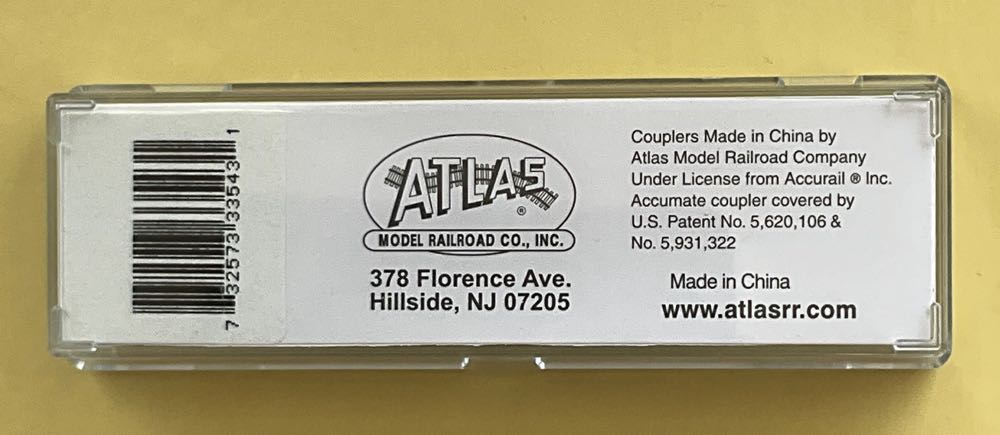 7 32573 33543 1
ATLAS
®
MODEL RAILROAD CO., INC.
378 Florence Ave.
Hillside, NJ 07205
Couplers Made in China by
Atlas Model Railroad Company
Under License from Accurail ® Inc.
Accumate coupler covered by
U.S. Patent No. 5,620,106 &
No. 5,931,322
Made in China
www.atlasrr.com